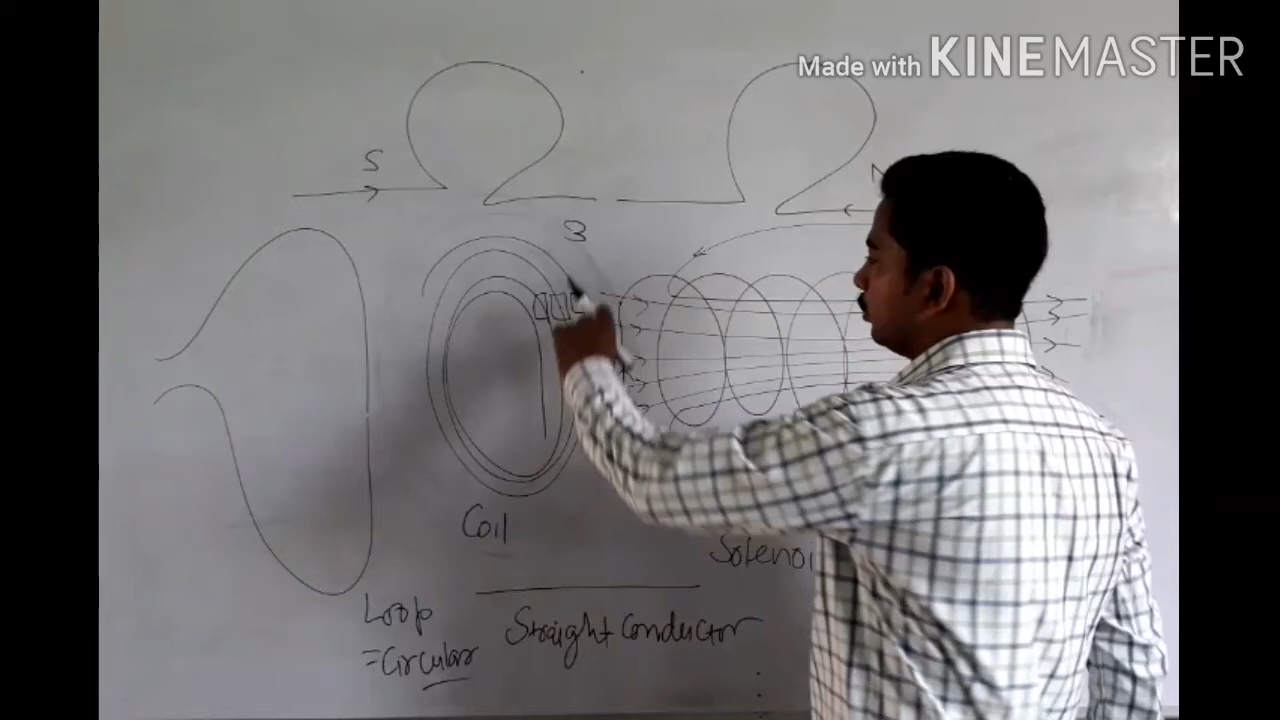 Made with KINEMASTER
S
N
3
Coil
Solenoi
Loop
=Circular
Straight Conductor